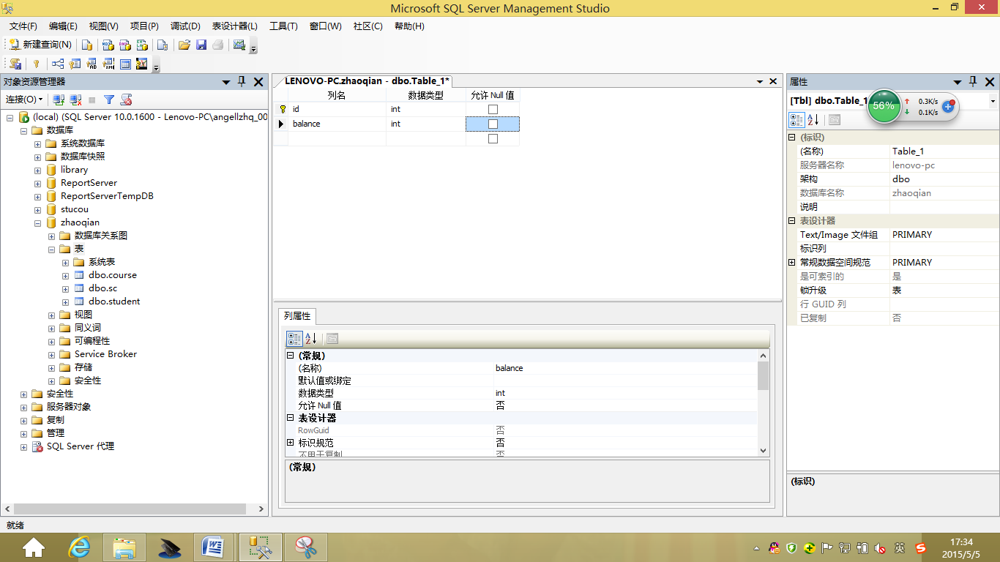 Microsoft SQL Server Management Studio
文件(F) 编辑(E) 视图(V) 项目(P) 调试(D) 表设计器(L) 工具(T) 窗口(W) 社区(C) 帮助(H)
新建查询(N)
对象资源管理器
连接(O)
(local) (SQL Server 10.0.1600 - Lenovo-PC\angellzhq_00
数据库
系统数据库
数据库快照
library
ReportServer
ReportServerTempDB
stucou
zhaoqian
数据库关系图
表
系统表
dbo.course
dbo.sc
dbo.student
视图
同义词
可编程性
Service Broker
存储
安全性
安全性
服务器对象
复制
管理
SQL Server 代理
LENOVO-PC.zhaoqian - dbo.Table_1*
列名 数据类型 允许 Null 值
id int
balance int
列属性
(常规)
(名称) balance
默认值或绑定
数据类型 int
允许 Null 值 否
表设计器
RowGuid 否
标识规范 否
不用于复制 否
(常规)
属性
[Tbl] dbo.Table_1
56%
0.3K/s
0.1K/s
(标识)
(名称) Table_1
服务器名称 lenovo-pc
架构 dbo
数据库名称 zhaoqian
说明
表设计器
Text/Image 文件组 PRIMARY
标识列
常规数据空间规范 PRIMARY
是可索引的 是
锁升级 表
行 GUID 列
已复制 否
(标识)
就绪
英
17:34
2015/5/5